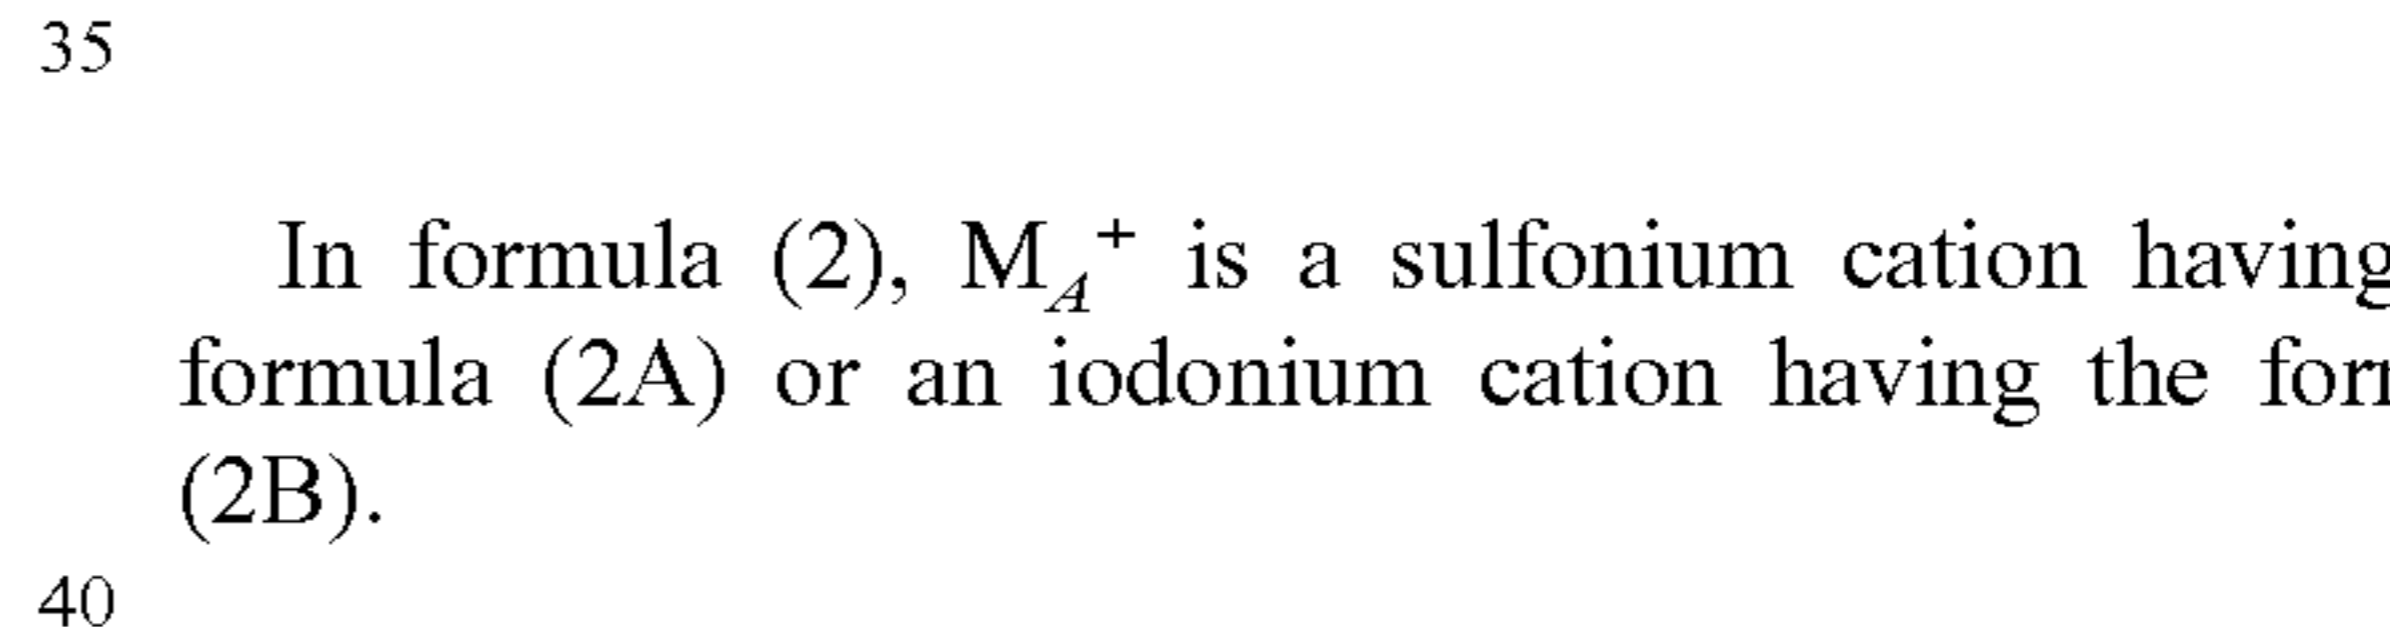 35
In formula (2), M_A^+ is a sulfonium cation having
formula (2A) or an iodonium cation having the
(2B).
40